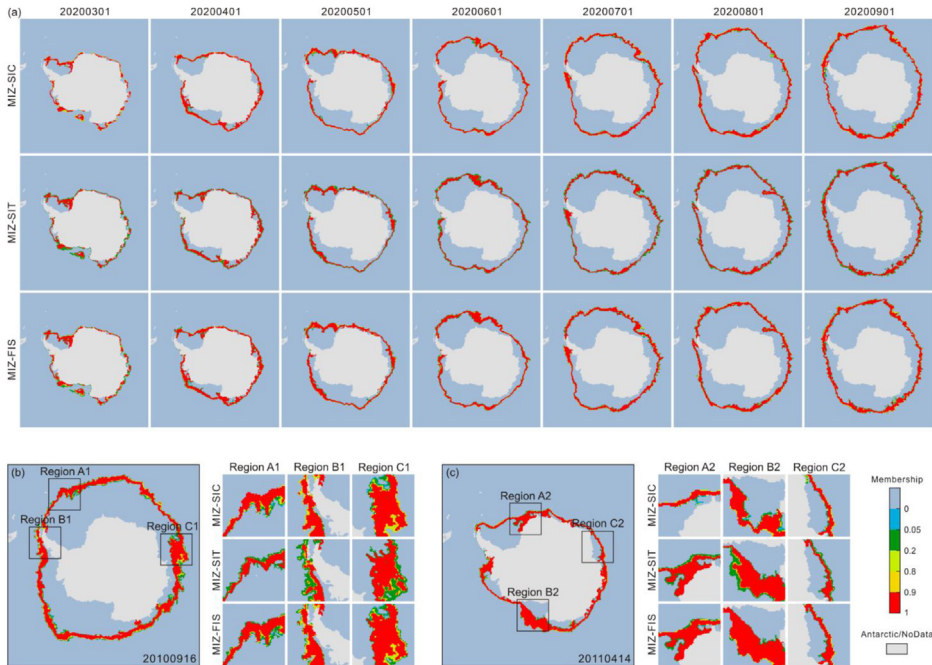 (a)
20200301 20200401 20200501 20200601 20200701 20200801 20200901
MIZ-SIC
MIZ-SIT
MIZ-FIS
(b)
Region A1
Region B1
Region C1
20100916
Region A1 Region B1 Region C1
MIZ-SIC
MIZ-SIT
MIZ-FIS
(c)
Region A2
Region C2
Region B2
20110414
Region A2 Region B2 Region C2
MIZ-SIC
MIZ-SIT
MIZ-FIS
Membership
0
0.05
0.2
0.8
0.9
1
Antarctic/NoData